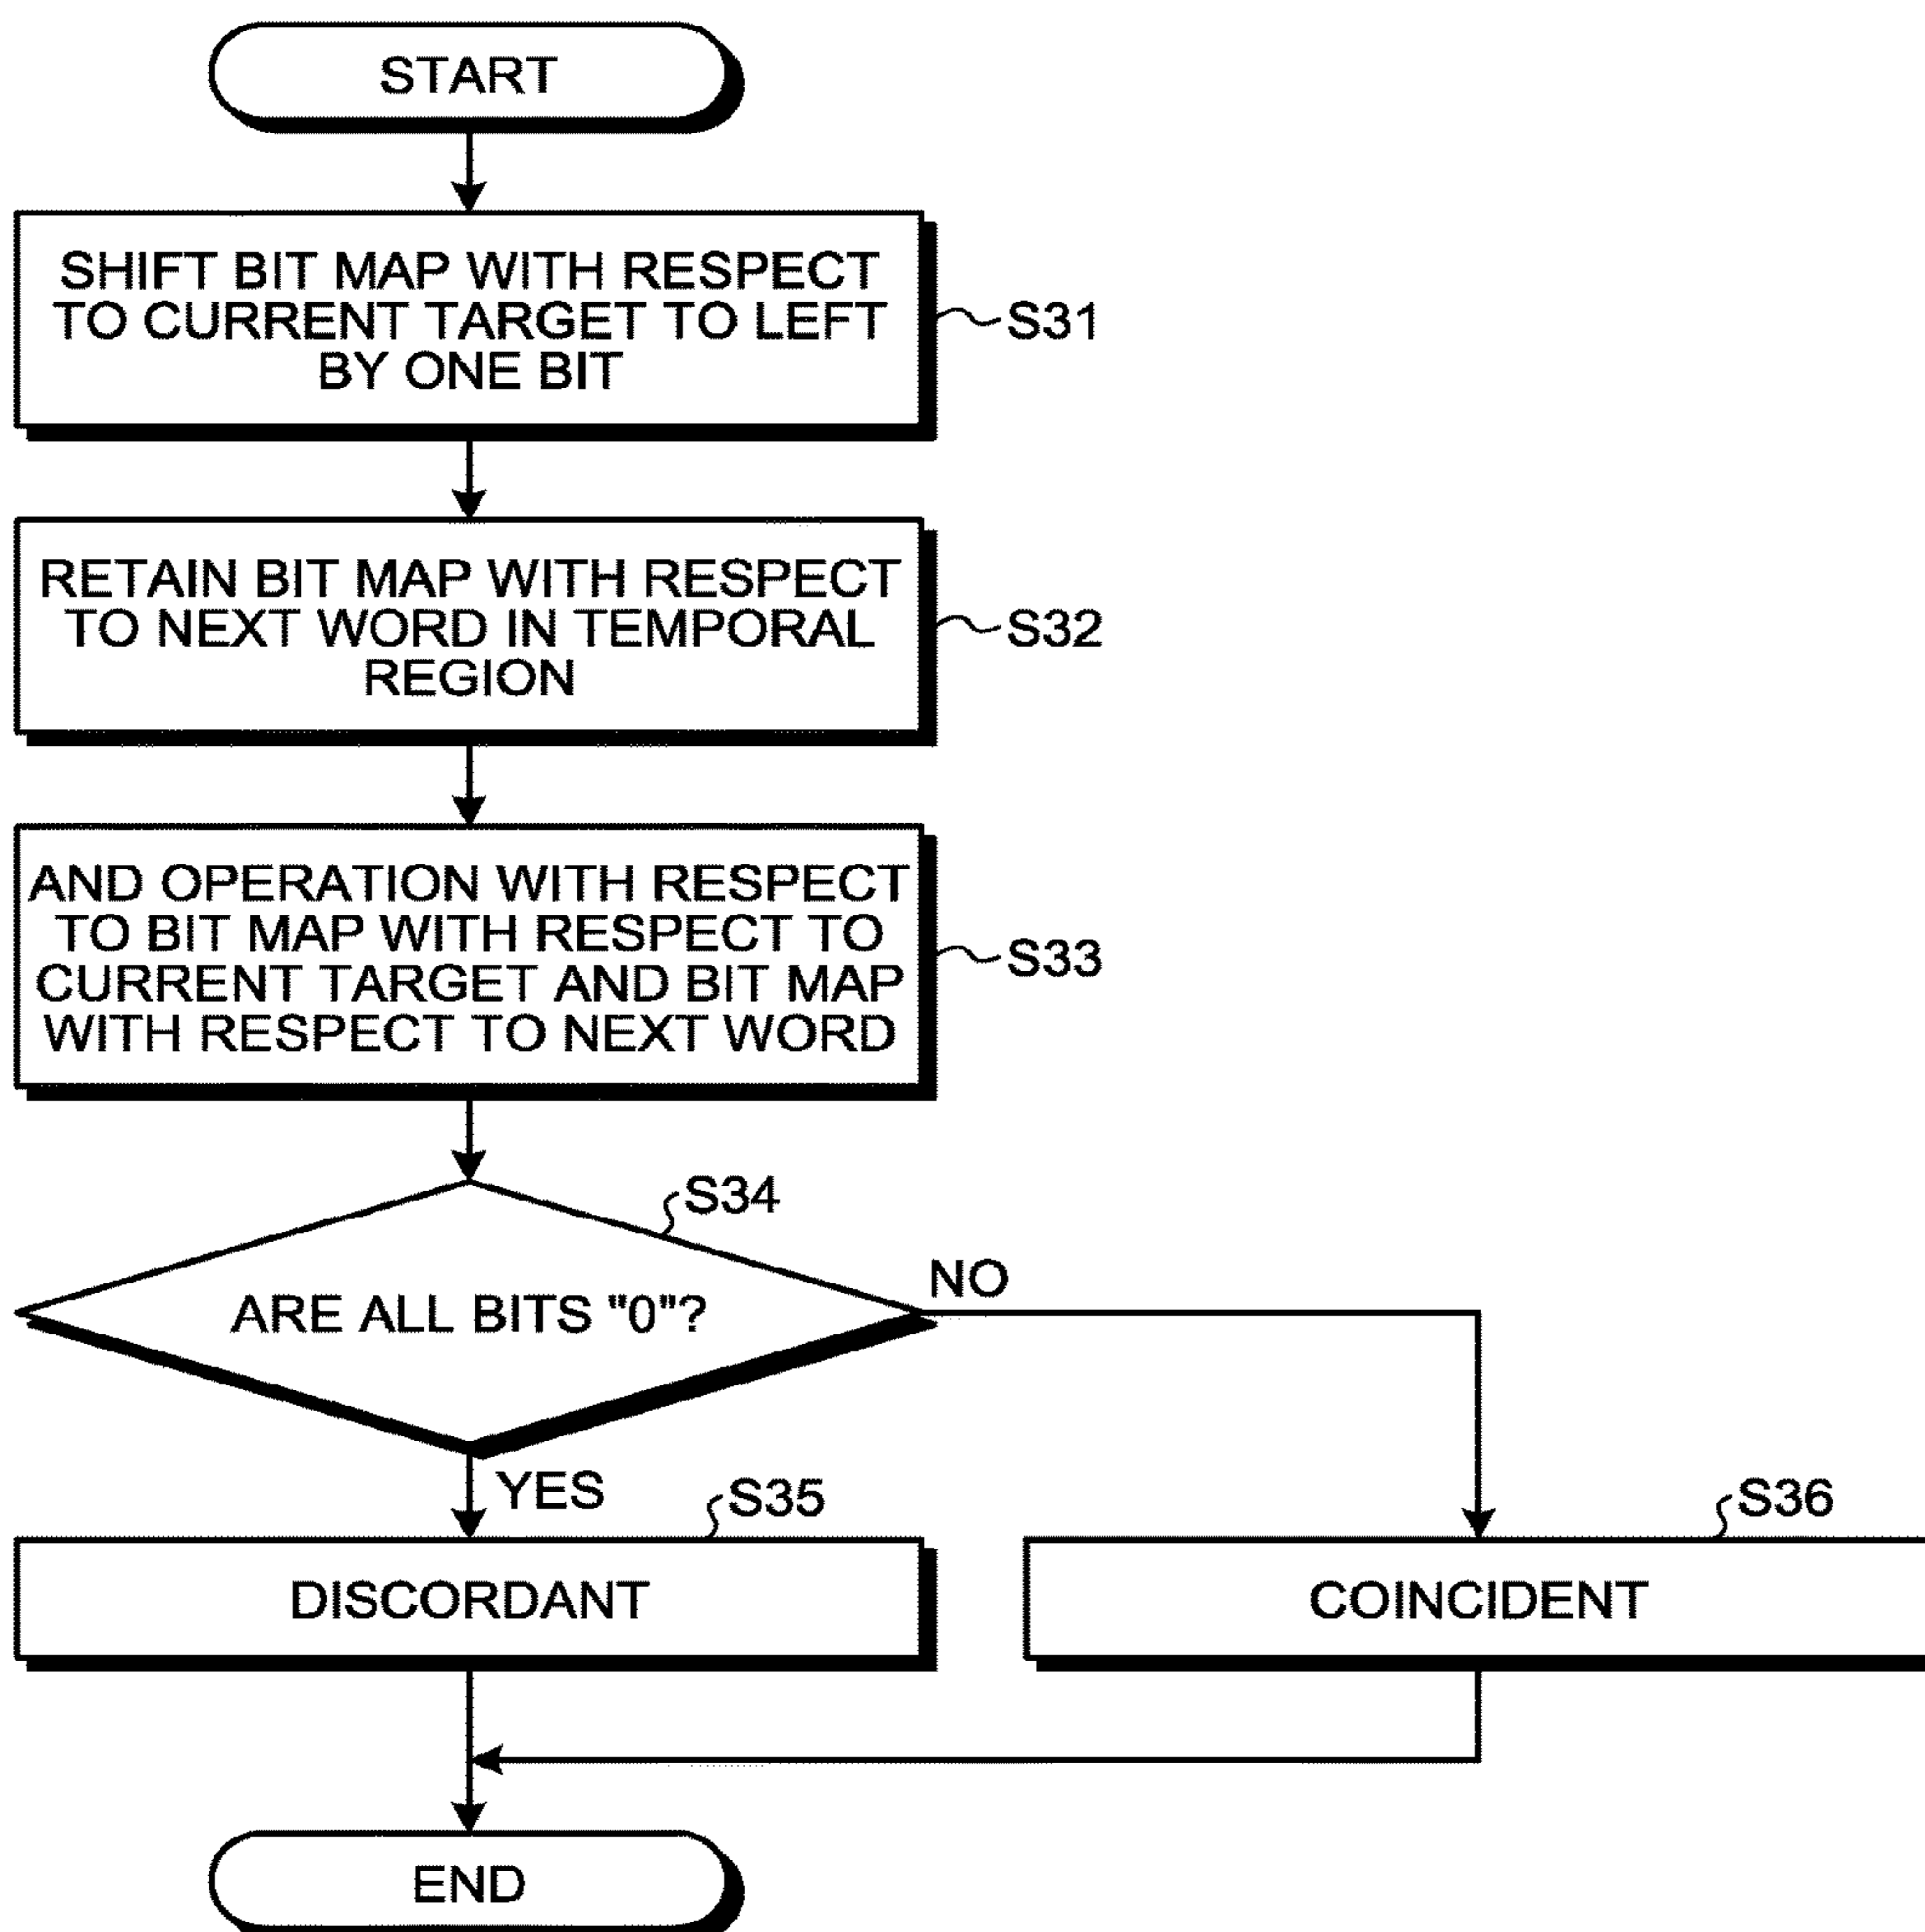 START
SHIFT BIT MAP WITH RESPECT
TO CURRENT TARGET TO LEFT
BY ONE BIT
S31
RETAIN BIT MAP WITH RESPECT
TO NEXT WORD IN TEMPORAL
REGION
S32
AND OPERATION WITH RESPECT
TO BIT MAP WITH RESPECT TO
CURRENT TARGET AND BIT MAP
WITH RESPECT TO NEXT WORD
S33
S34
ARE ALL BITS "0"?
NO
YES
S35
DISCORDANT
S36
COINCIDENT
END